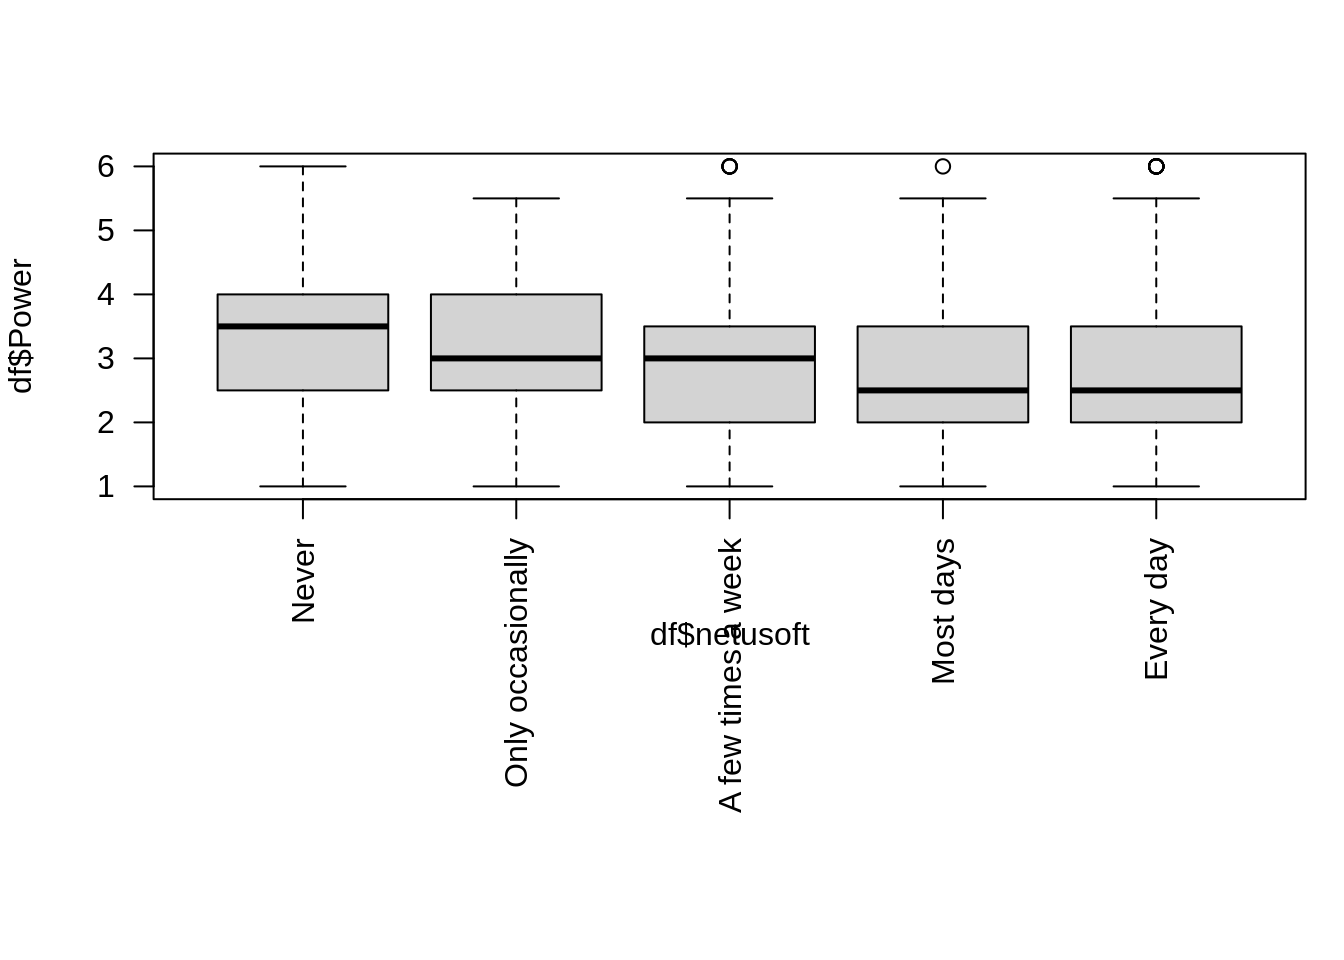 df$Power
6
5
4
3
2
1
Never
Only occasionally
A few times a week
Most days
Every day
df$netusoft